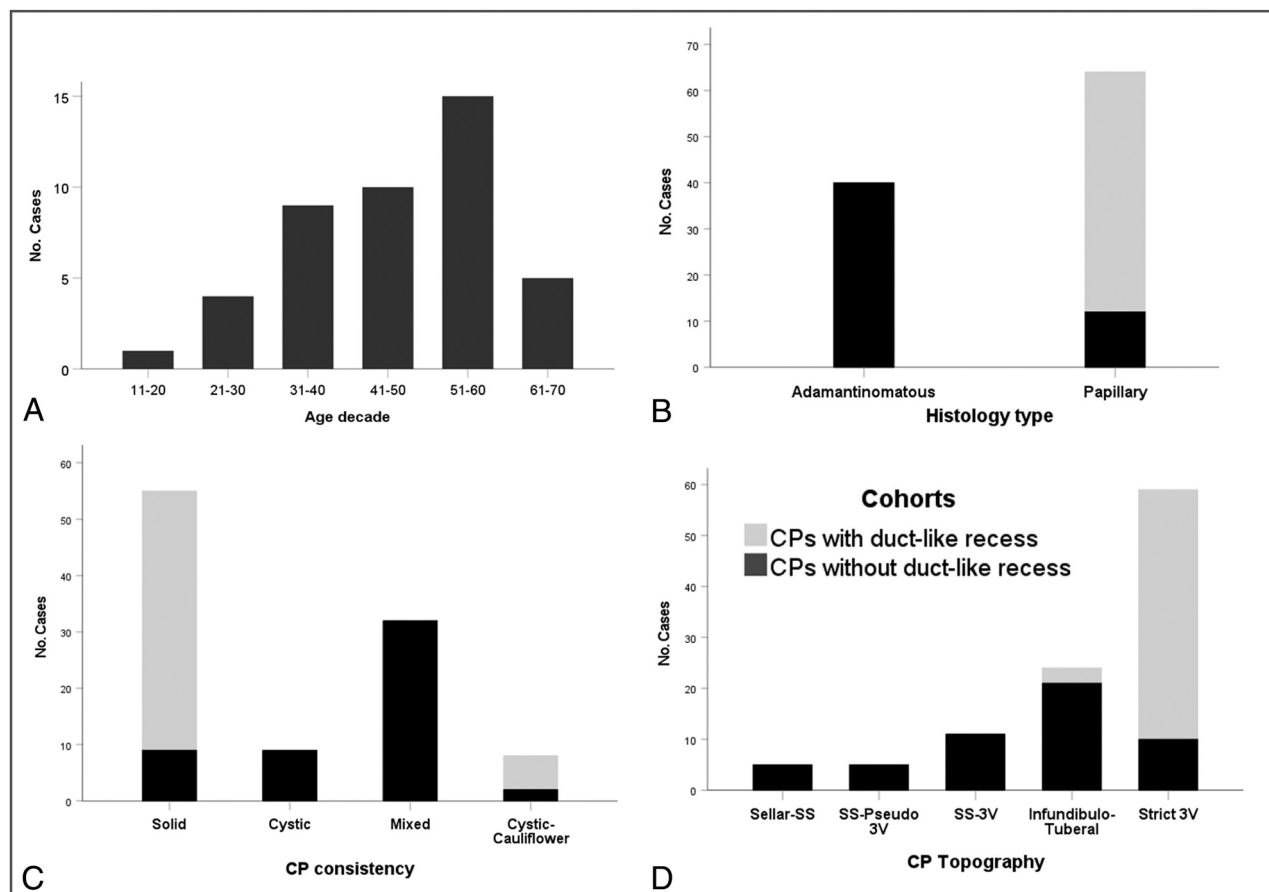 15
10
5
0
No. Cases
11-20 21-30 31-40 41-50 51-60 61-70
Age decade
A
70
60
50
40
30
20
10
0
No. Cases
Adamantinomatous Papillary
Histology type
B
60
50
40
30
20
10
0
No. Cases
Solid Cystic Mixed Cystic-
Cauliflower
CP consistency
C
60
50
40
30
20
10
0
No. Cases
Cohorts
CPs with duct-like recess
CPs without duct-like recess
Sellar-SS SS-Pseudo SS-3V Infundibulo- Strict 3V
3V Tuberal
CP Topography
D